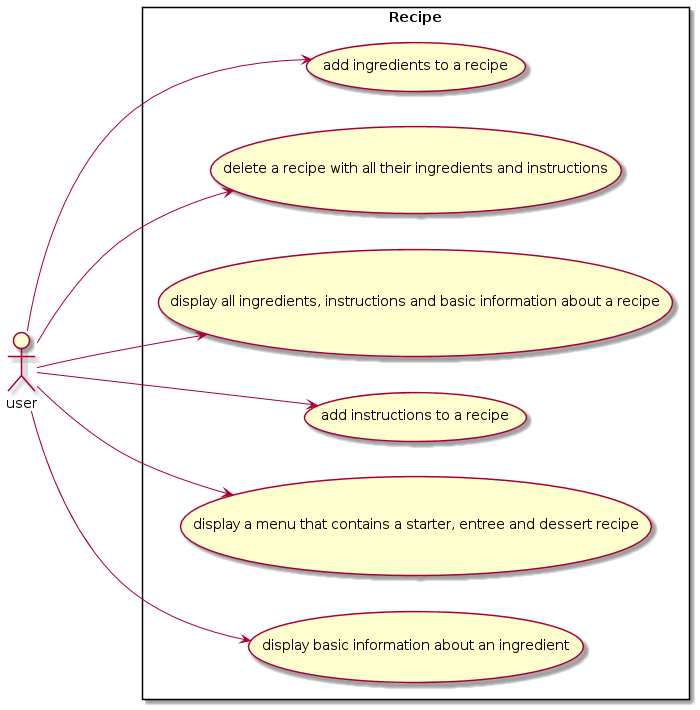 Recipe
add ingredients to a recipe
delete a recipe with all their ingredients and instructions
display all ingredients, instructions and basic information about a recipe
user
add instructions to a recipe
display a menu that contains a starter, entree and dessert recipe
display basic information about an ingredient